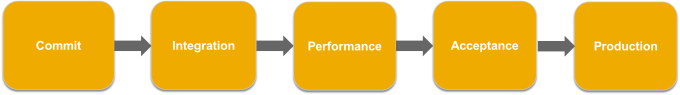 Commit
Integration
Performance
Acceptance
Production